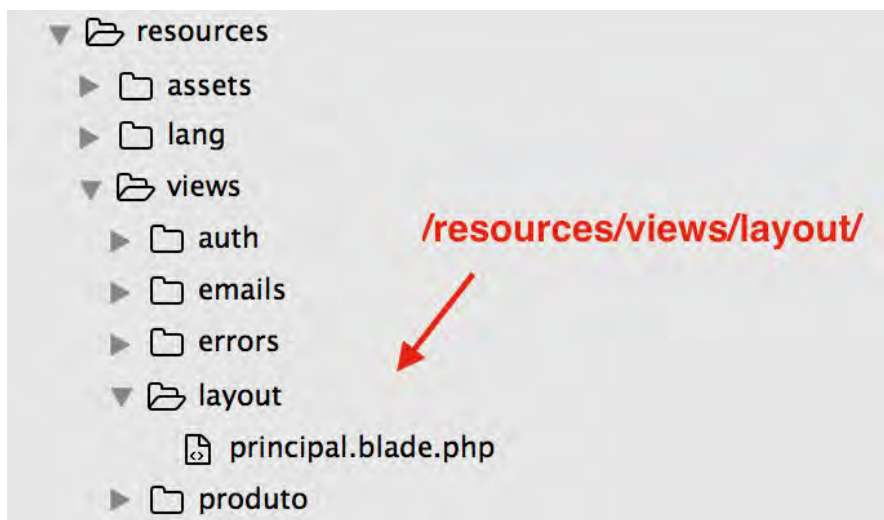 resources
assets
lang
views
auth
/resources/views/layout/
emails
errors
layout
principal.blade.php
produto